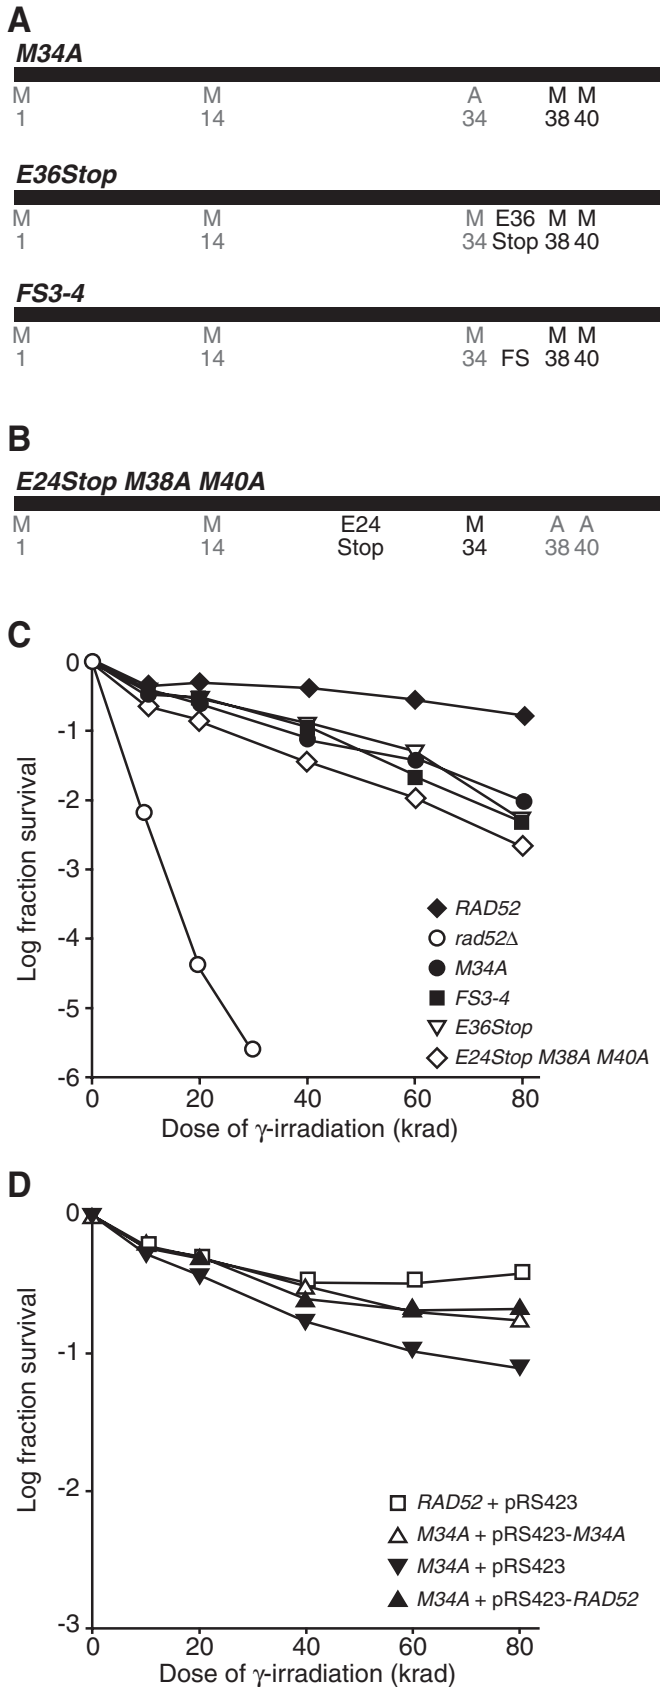 A
M34A
M M A M M
1 14 34 38 40
E36Stop
M M M E36 M M
1 14 34 Stop 38 40
FS3-4
M M M M M
1 14 34 FS 38 40
B
E24Stop M38A M40A
M M E24 M A A
1 14 Stop 34 38 40
C
0
-1
-2
-3
-4
-5
-6
Log fraction survival
RAD52
rad52Δ
M34A
FS3-4
E36Stop
E24Stop M38A M40A
0 20 40 60 80
Dose of γ-irradiation (krad)
D
0
-1
-2
-3
Log fraction survival
RAD52 + pRS423
M34A + pRS423-M34A
M34A + pRS423
M34A + pRS423-RAD52
0 20 40 60 80
Dose of γ-irradiation (krad)